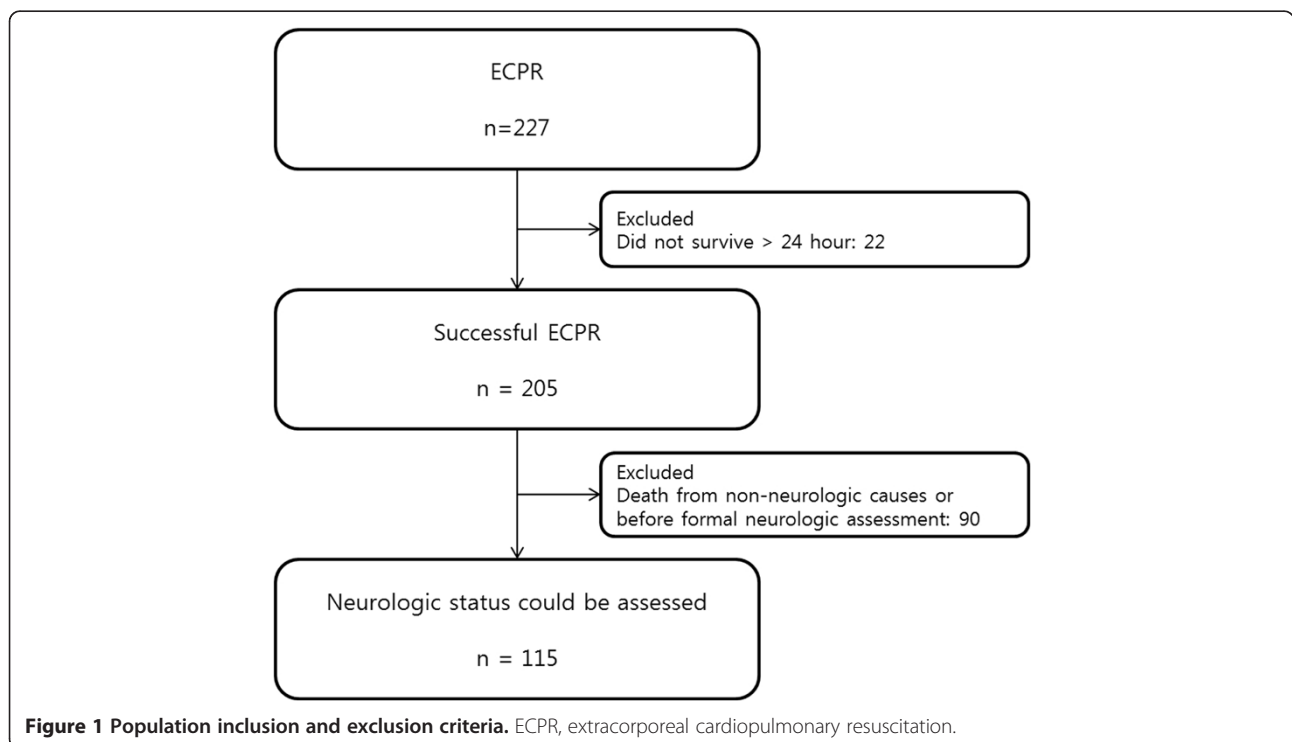 ECPR
n=227
Excluded
Did not survive > 24 hour: 22
Successful ECPR
n = 205
Excluded
Death from non-neurologic causes or
before formal neurologic assessment: 90
Neurologic status could be assessed
n = 115
Figure 1 Population inclusion and exclusion criteria. ECPR, extracorporeal cardiopulmonary resuscitation.